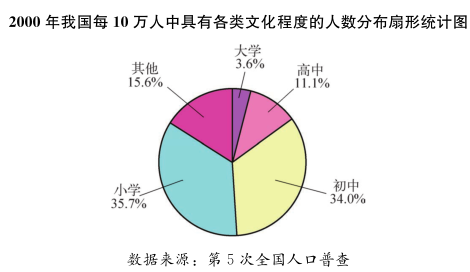 2000 年我国每 10 万人中具有各类文化程度的人数分布扇形统计图
大学
3.6%
高中
11.1%
其他
15.6%
初中
34.0%
小学
35.7%
数据来源：第 5 次全国人口普查